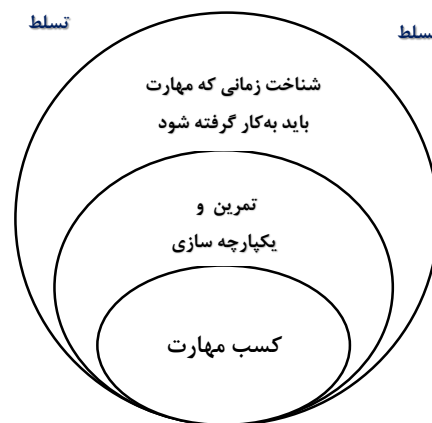 تسلط
تسلط
شناخت زمانی که مهارت
باید به‌کار گرفته شود
تمرین و
یکپارچه سازی
کسب مهارت